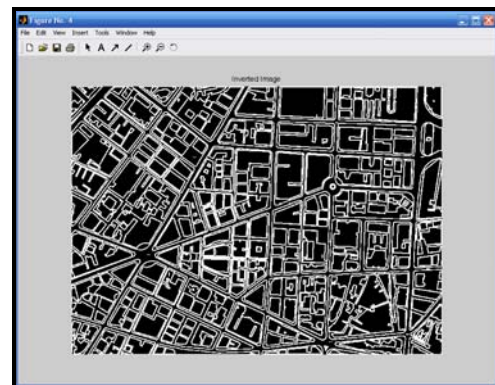 Figure No. 4
File Edit View Insert Tools Window Help
A
Inverted Image